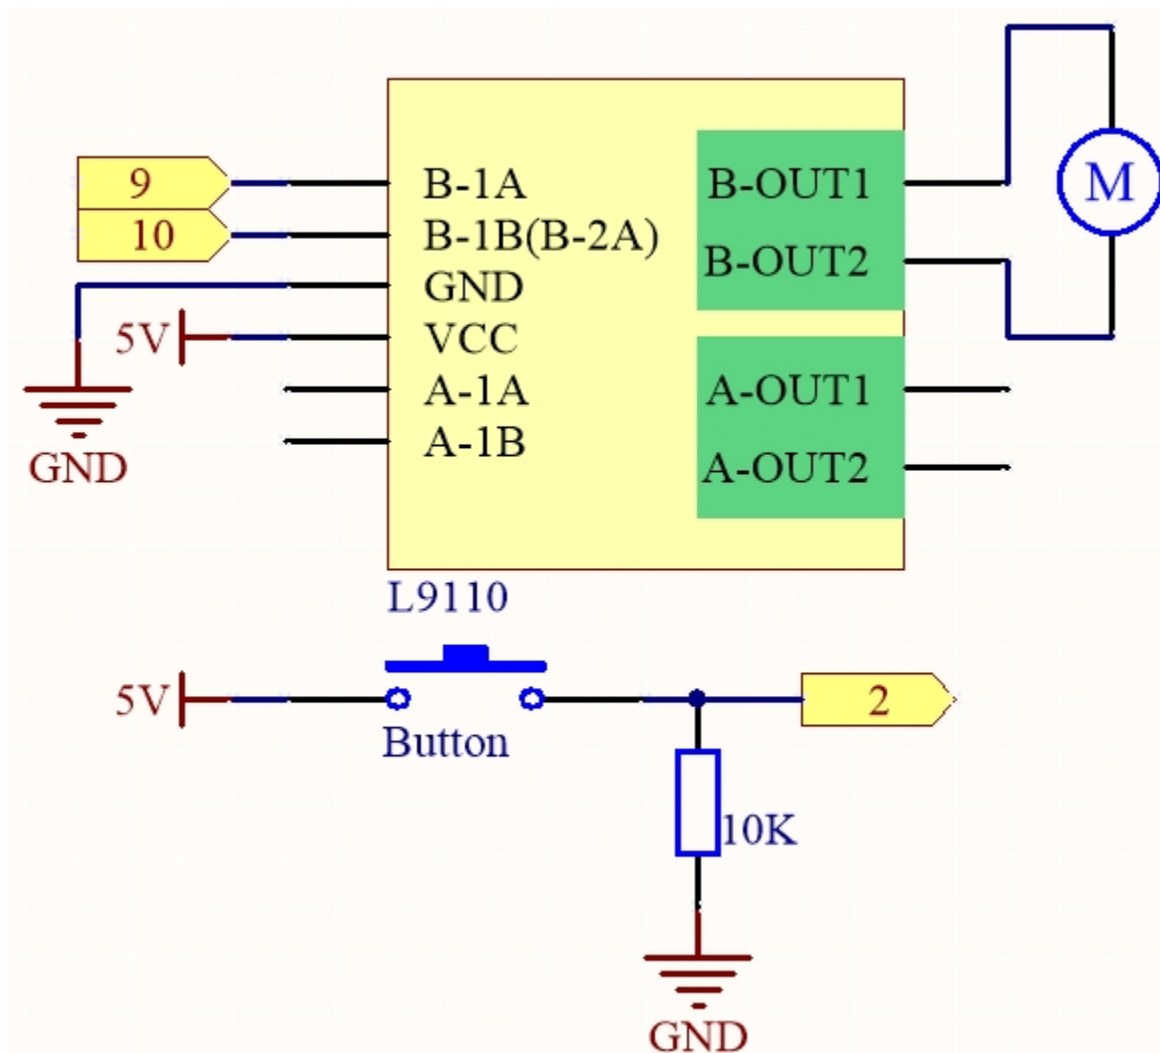 9
10
B-1A
B-1B(B-2A)
GND
VCC
A-1A
A-1B
5V
GND
B-OUT1
B-OUT2
A-OUT1
A-OUT2
M
L9110
5V
Button
2
10K
GND